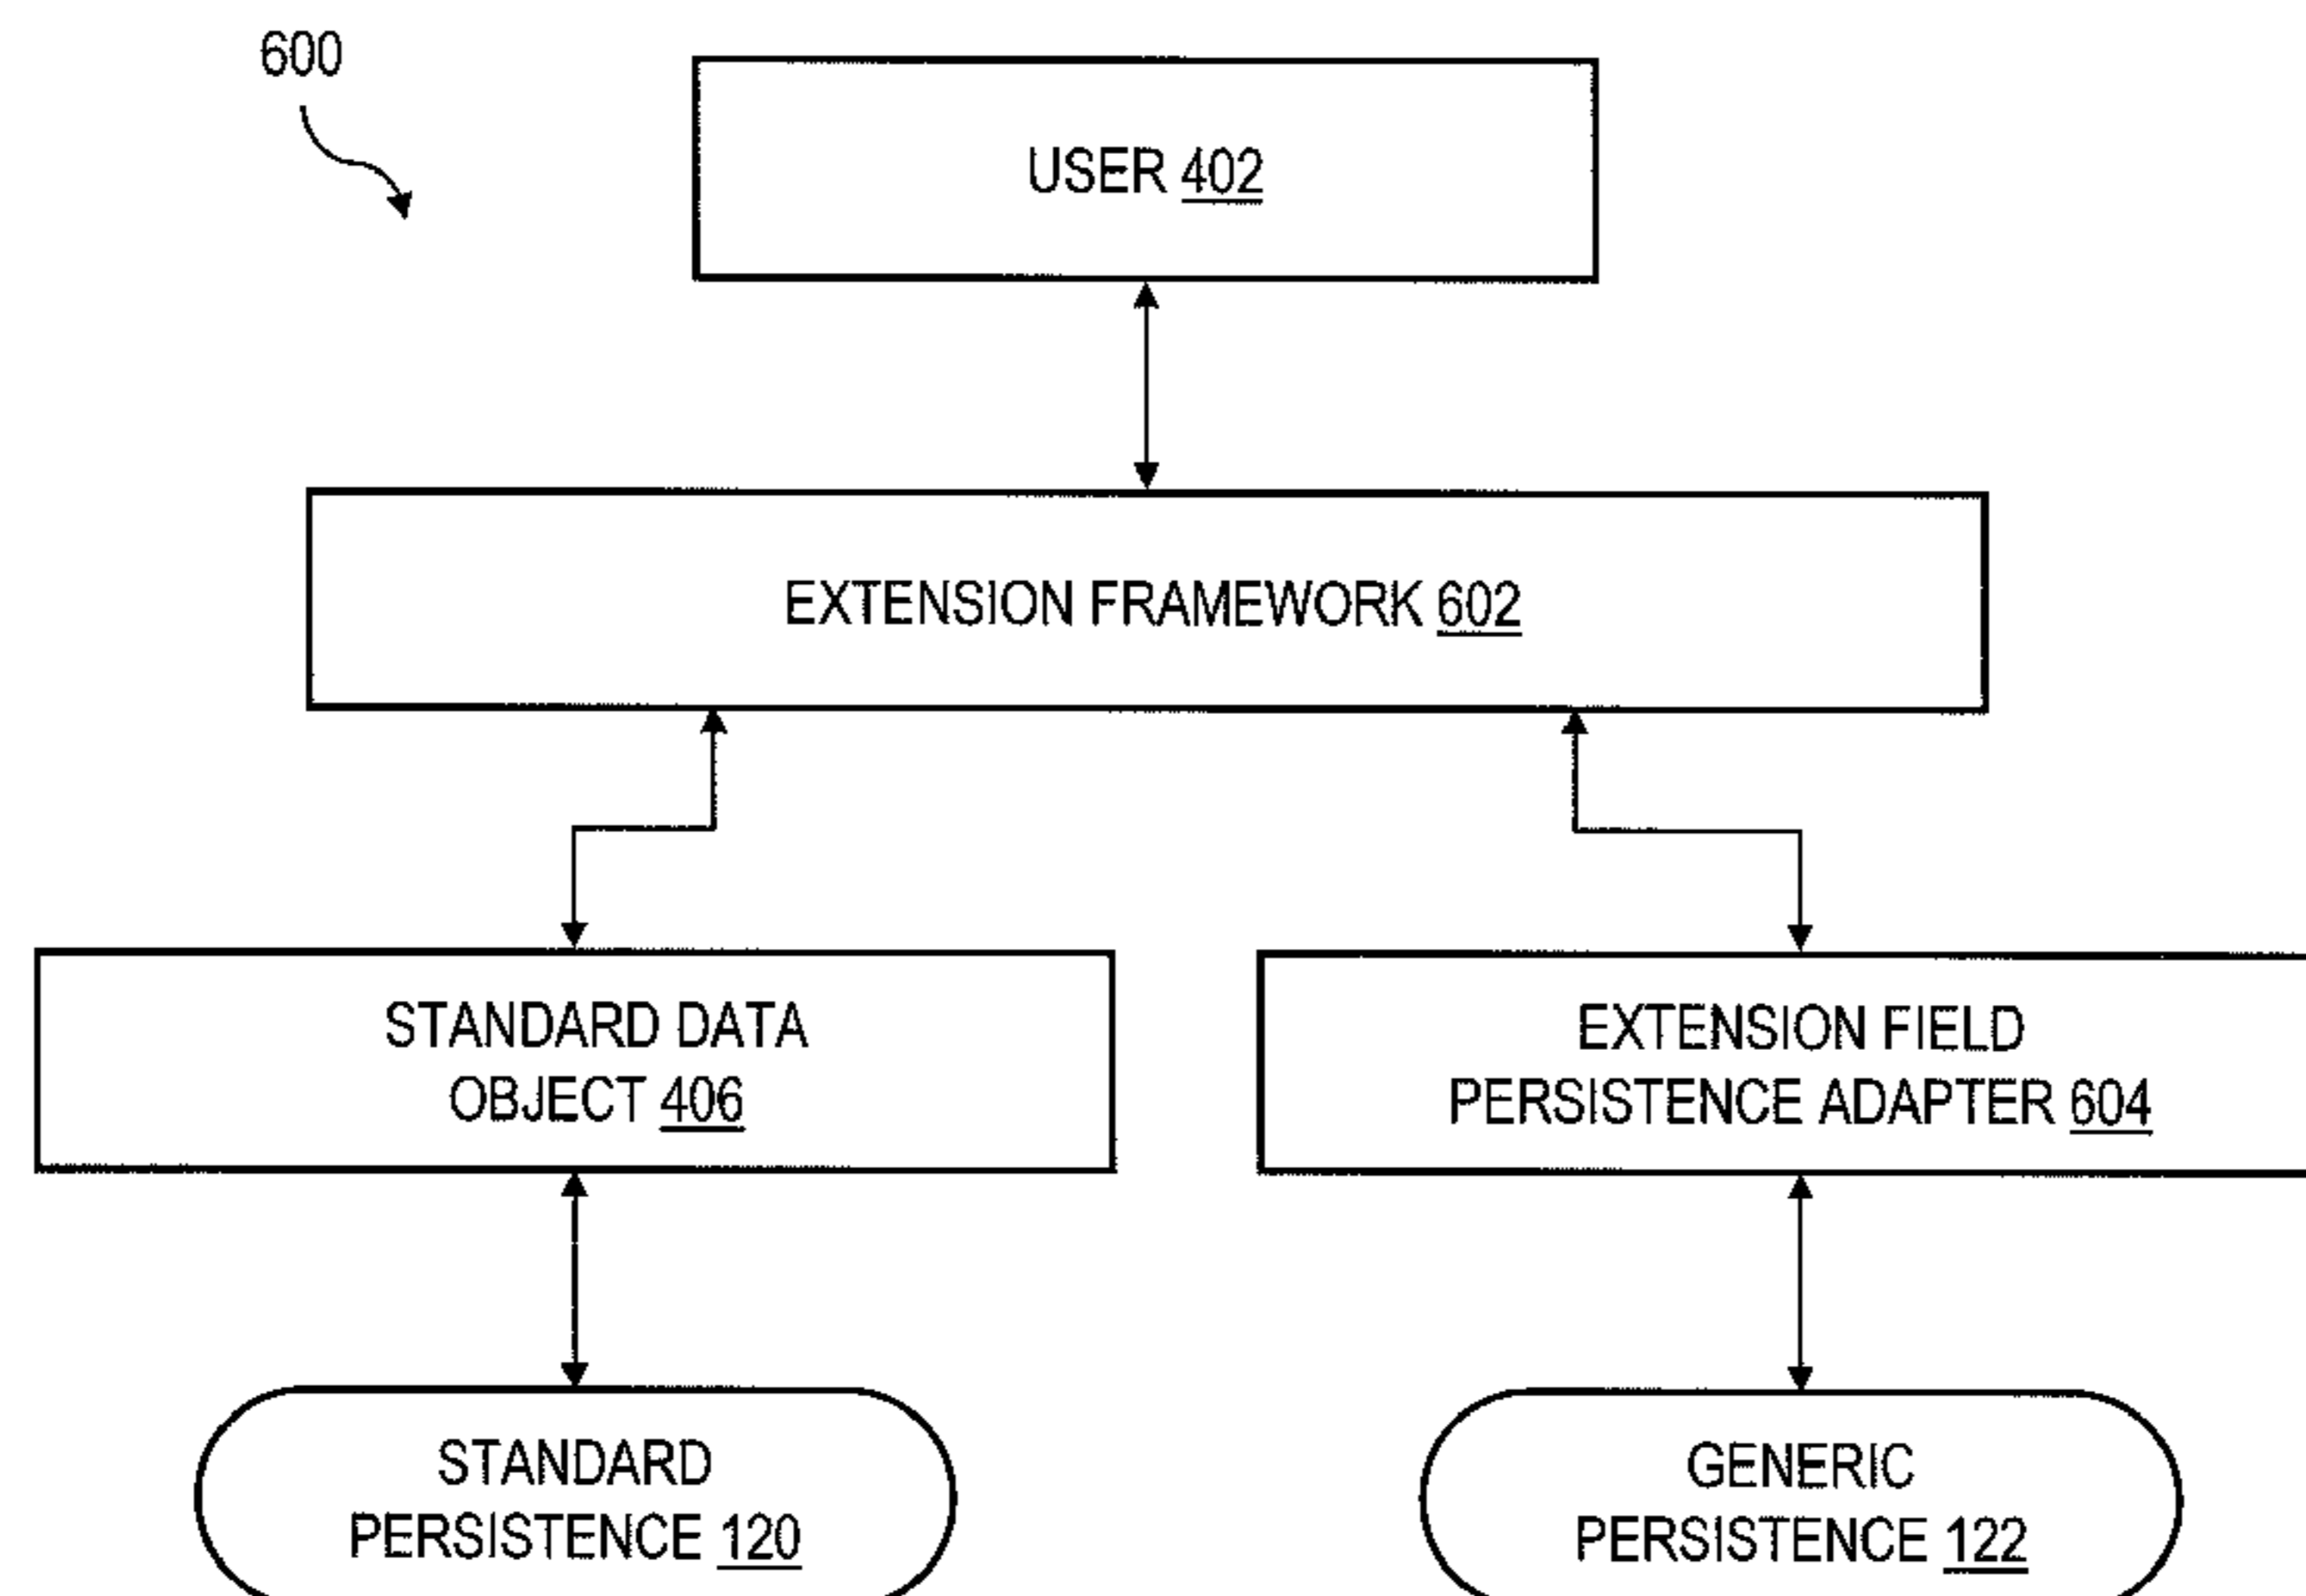 600
USER 402
EXTENSION FRAMEWORK 602
STANDARD DATA
OBJECT 406
EXTENSION FIELD
PERSISTENCE ADAPTER 604
STANDARD
PERSISTENCE 120
GENERIC
PERSISTENCE 122